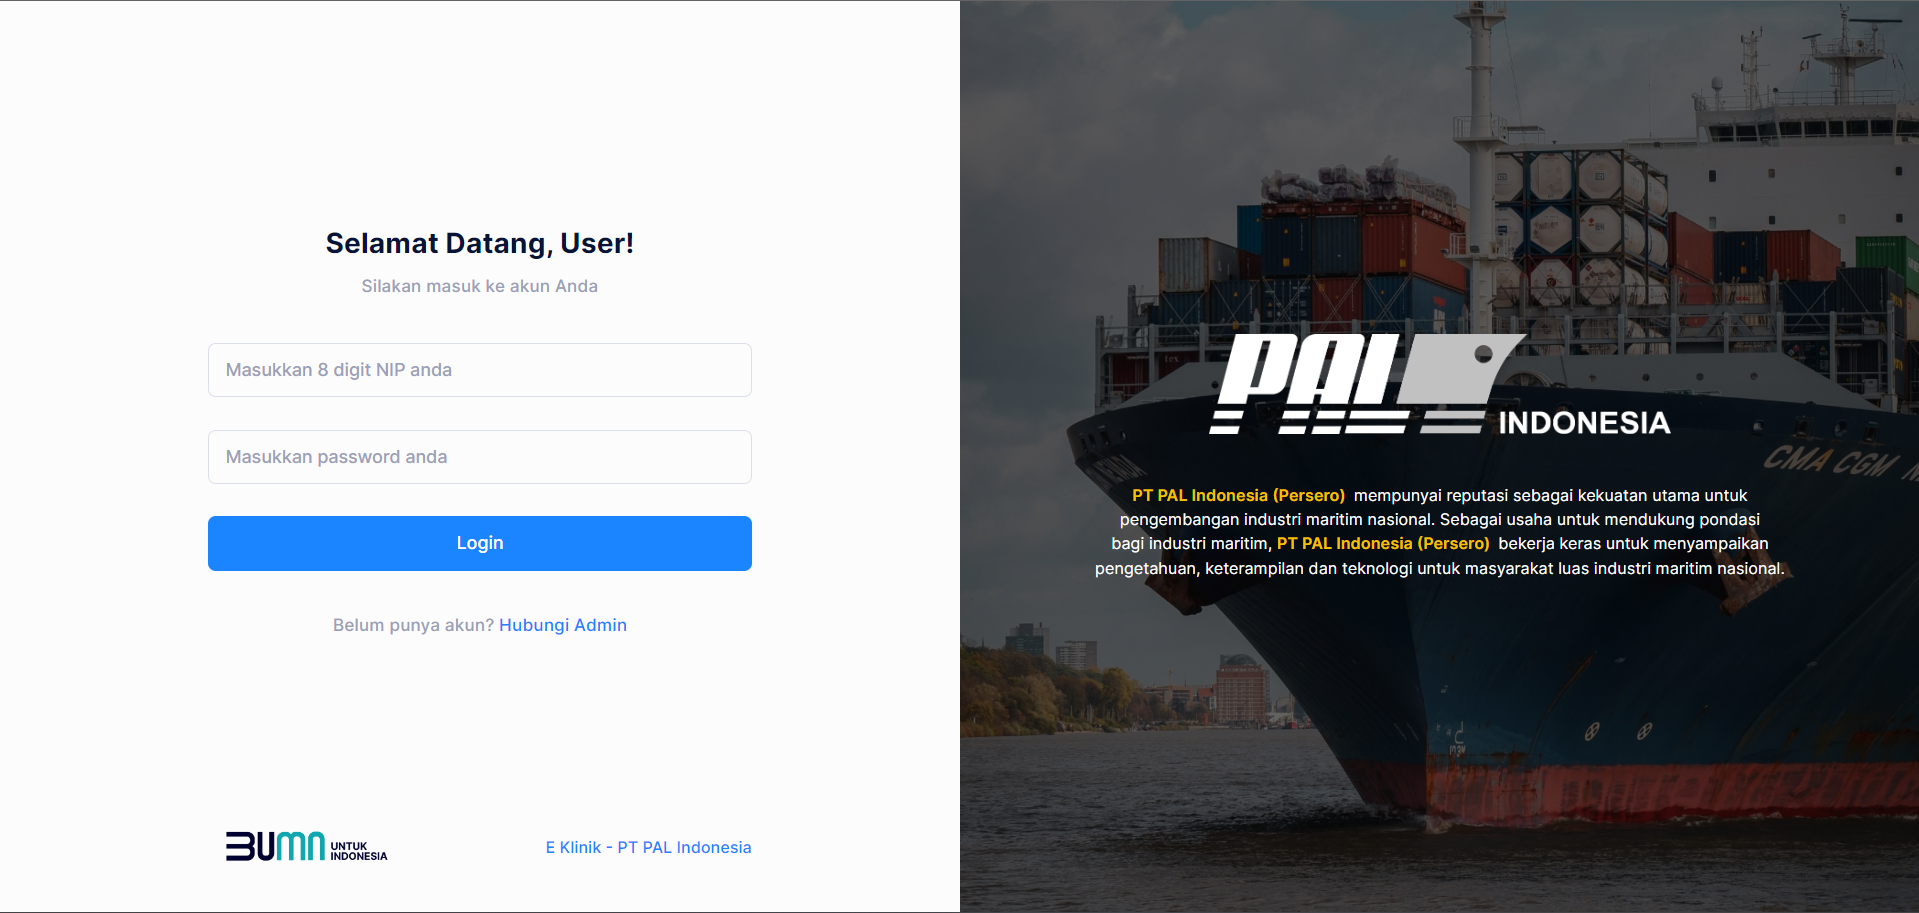 Selamat Datang, User!
Silakan masuk ke akun Anda
Masukkan 8 digit NIP anda
Masukkan password anda
Login
Belum punya akun? Hubungi Admin
BUMN UNTUK
INDONESIA
E Klinik - PT PAL Indonesia
PAL INDONESIA
CMA CGM
PT PAL Indonesia (Persero) mempunyai reputasi sebagai kekuatan utama untuk
pengembangan industri maritim nasional. Sebagai usaha untuk mendukung pondasi
bagi industri maritim, PT PAL Indonesia (Persero) bekerja keras untuk menyampaikan
pengetahuan, keterampilan dan teknologi untuk masyarakat luas industri maritim nasional.